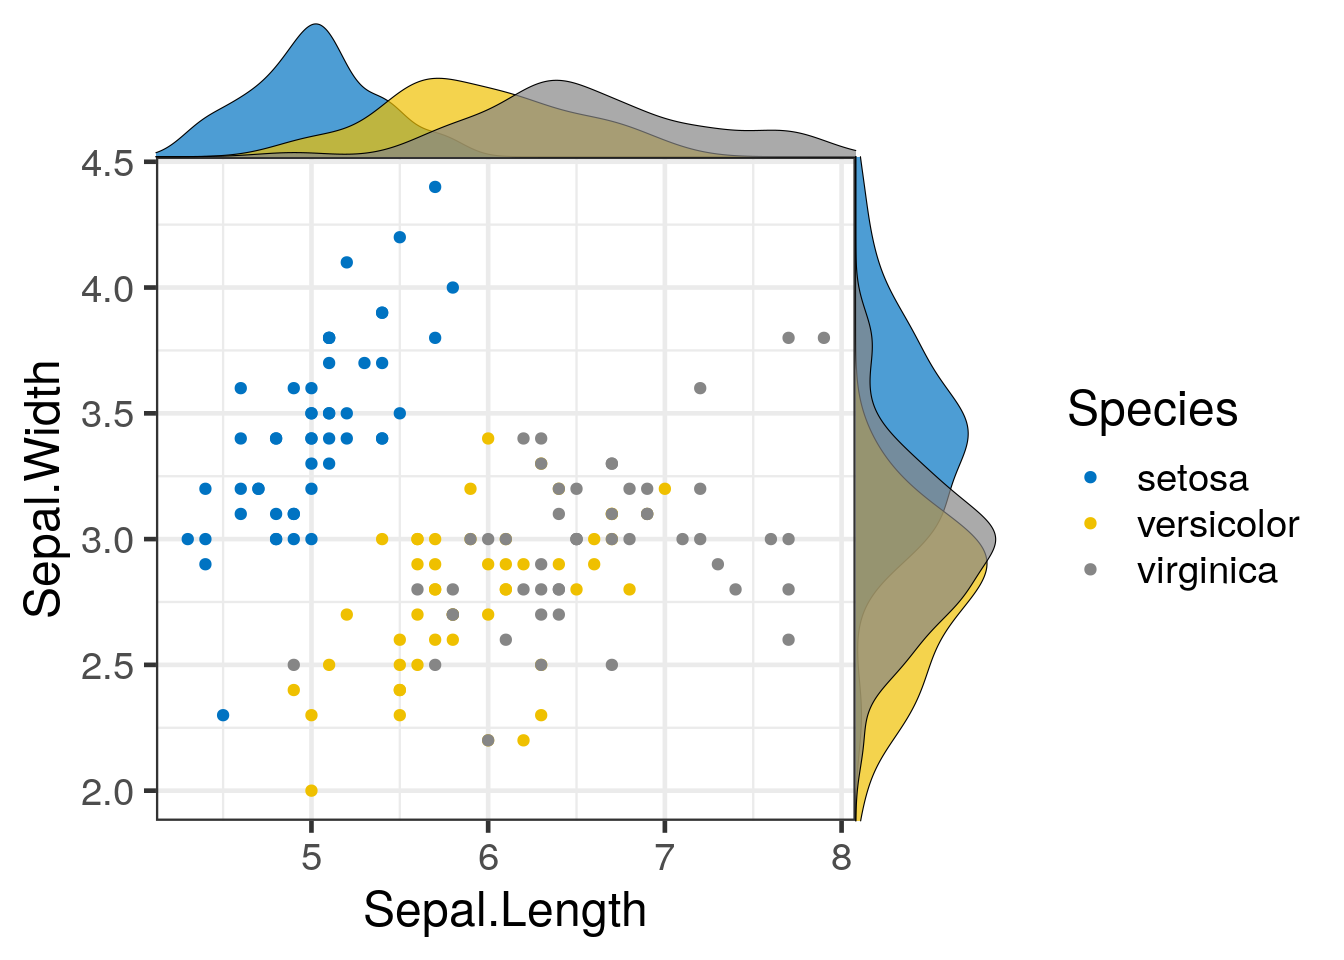 4.5
4.0
3.5
3.0
2.5
2.0
Sepal.Width
5 6 7 8
Sepal.Length
Species
setosa
versicolor
virginica